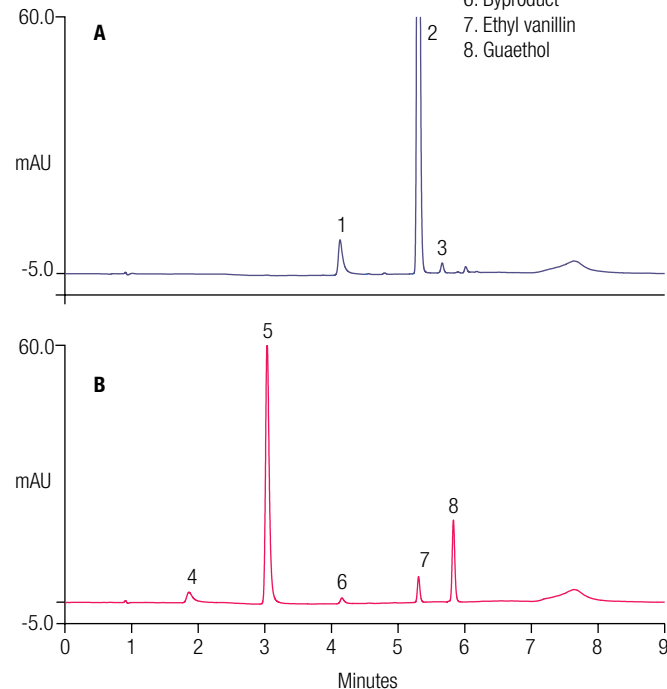 6. Byproduct
7. Ethyl vanillin
8. Guaethol
60.0
A
2
mAU
1
3
-5.0
60.0
5
B
mAU
8
7
4
6
-5.0
0 1 2 3 4 5 6 7 8 9
Minutes